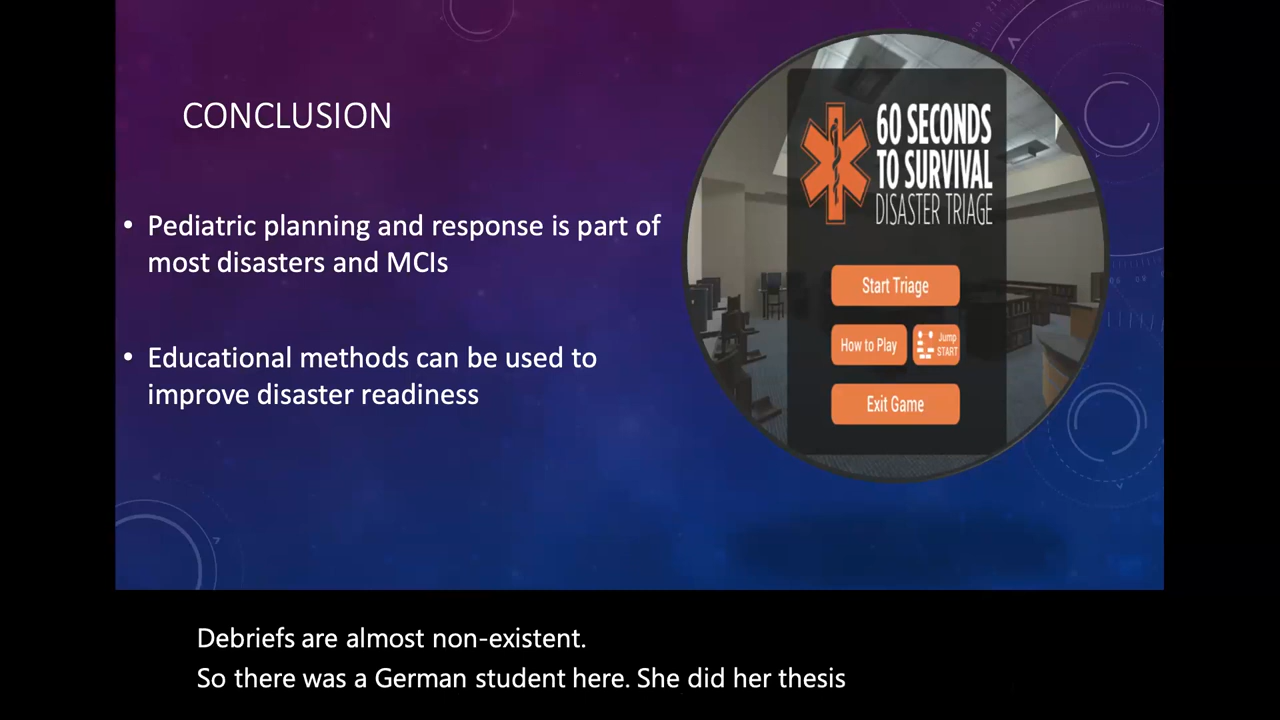 CONCLUSION
• Pediatric planning and response is part of
most disasters and MCIs
• Educational methods can be used to
improve disaster readiness
60 SECONDS
TO SURVIVAL
DISASTER TRIAGE
Start Triage
How to Play
Jump
START
Exit Game
Debriefs are almost non-existent.
So there was a German student here. She did her thesis